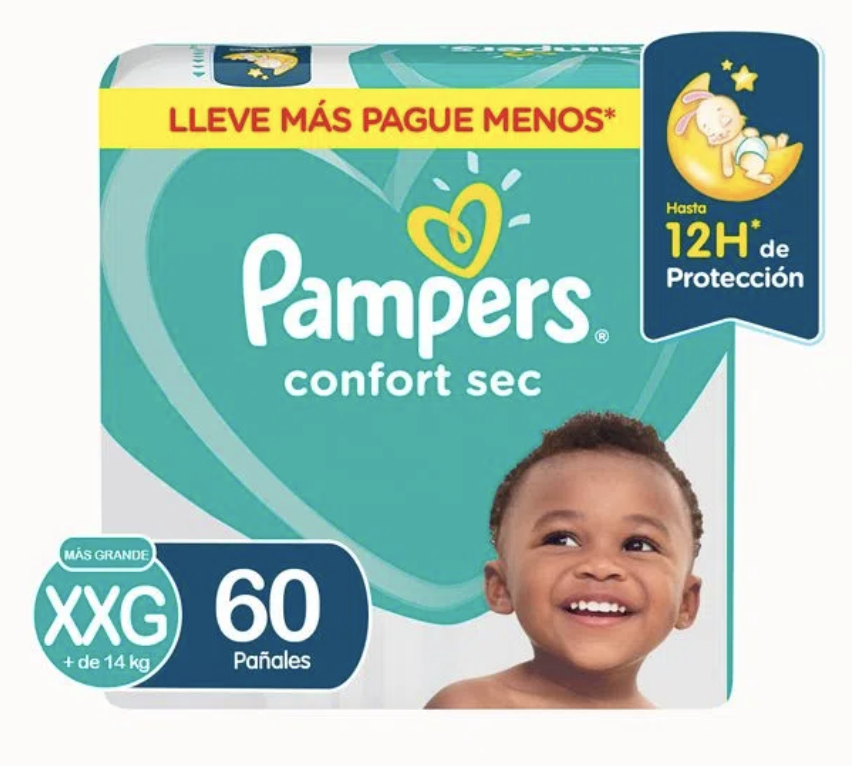 Pampers
LLEVE MÁS PAGUE MENOS*
Hasta
12H* de
Protección
Pampers®
confort sec
MÁS GRANDE
XXG
+ de 14 kg
60
Pañales